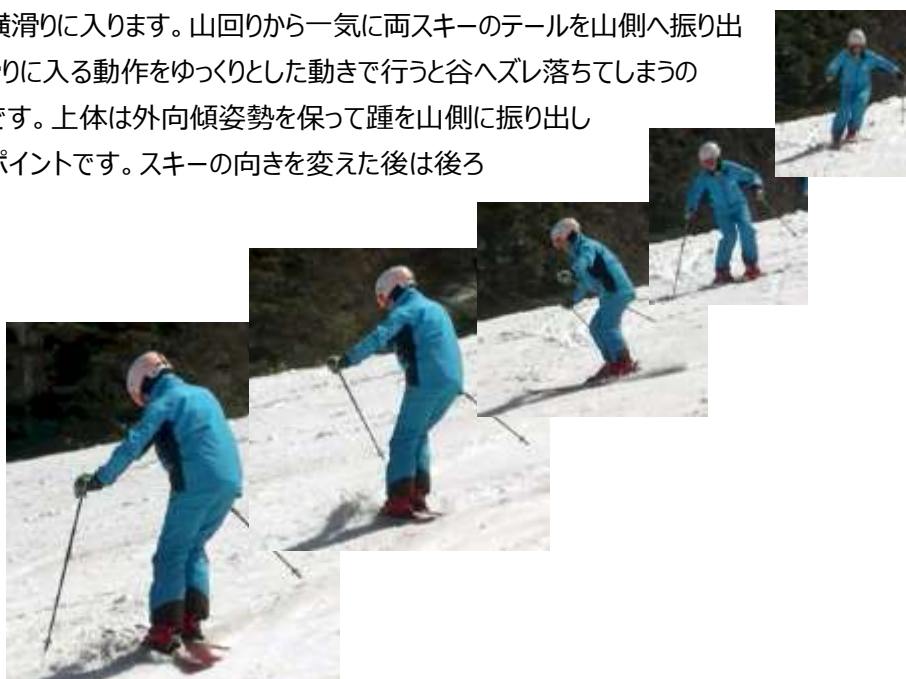 横滑りに入ります。山回りから一気に両スキーのテールを山側へ振り出
りに入る動作をゆっくりとした動きで行うと谷へズレ落ちてしまうの
です。上体は外向傾姿勢を保って踵を山側に振り出し
ポイントです。スキーの向きを変えた後は後ろ